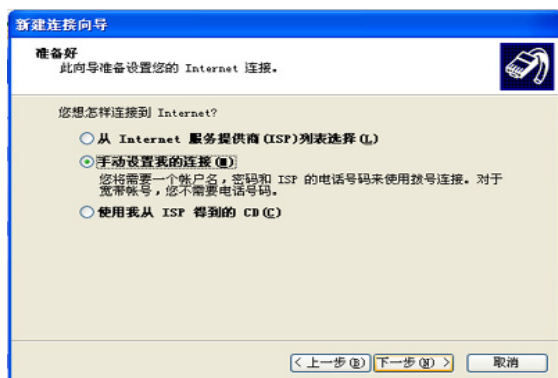 新建连接向导
准备好
此向导准备设置您的 Internet 连接。
您想怎样连接到 Internet?
从 Internet 服务提供商(ISP)列表选择(L)
手动设置我的连接(M)
您将需要一个帐户名，密码和 ISP 的电话号码来使用拨号连接。对于
宽带帐号，您不需要电话号码。
使用我从 ISP 得到的 CD(C)
< 上一步(B) 下一步(N) > 取消